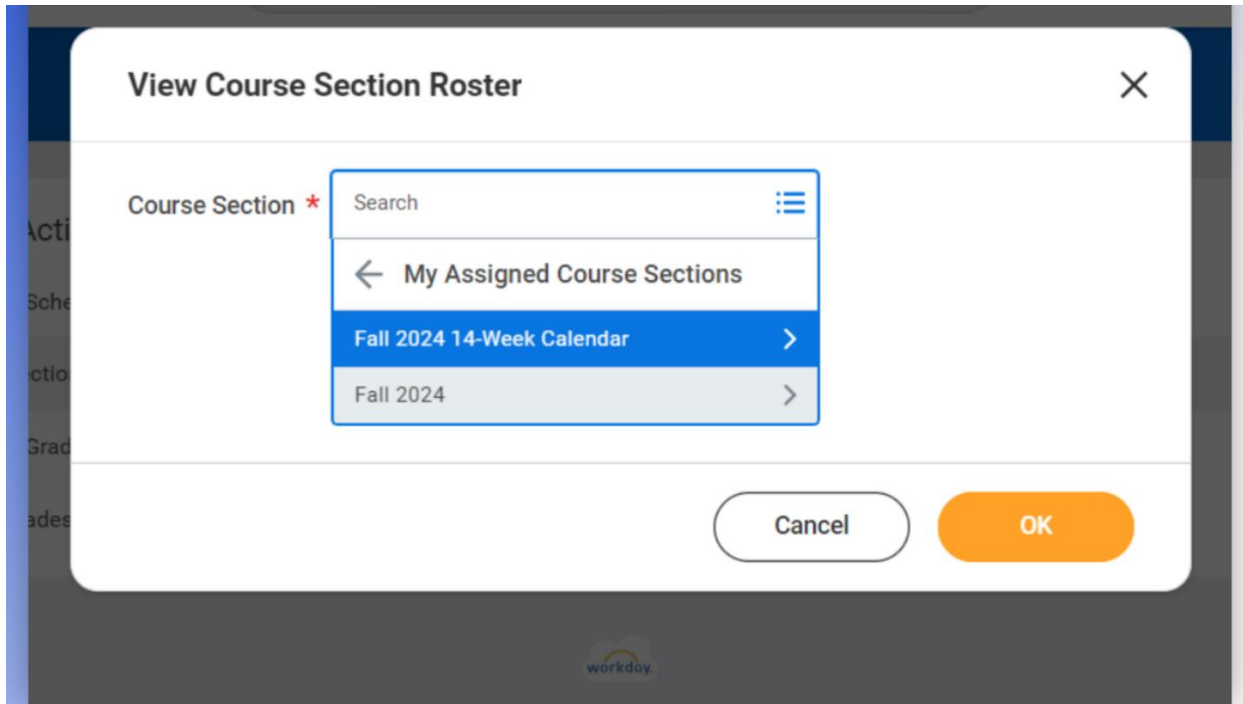 View Course Section Roster
Course Section *
Search
My Assigned Course Sections
Fall 2024 14-Week Calendar
Fall 2024
Cancel
OK
workday.